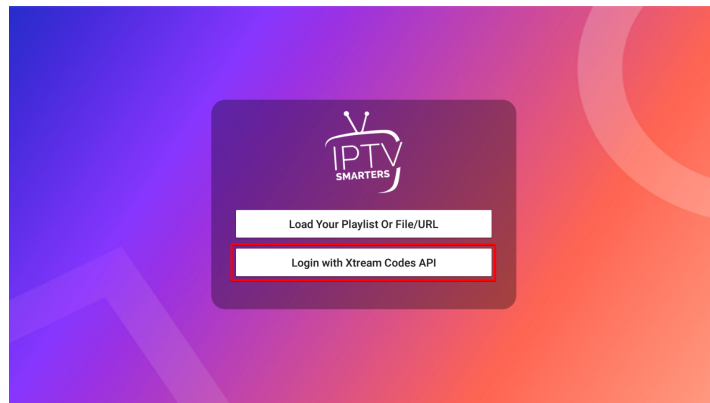 IPTV
SMARTERS
Load Your Playlist Or File/URL
Login with Xtream Codes API